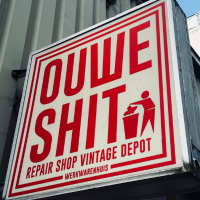 OUWE
SHIT
REPAIR SHOP VINTAGE DEPOT
WERKWARENHUIS